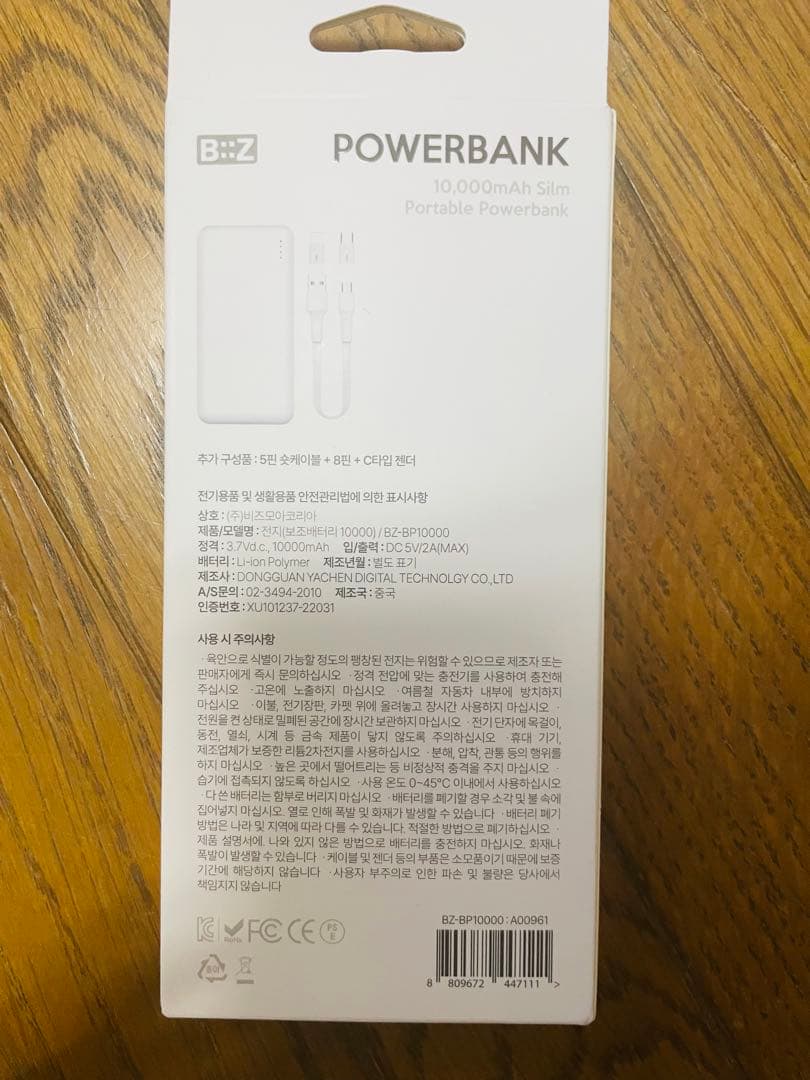 B::Z
POWERBANK
10,000mAh Silm
Portable Powerbank
추가 구성품 : 5핀 숏케이블 + 8핀 + C타입 젠더
전기용품 및 생활용품 안전관리법에 의한 표시사항
상호 : (주)비즈모아코리아
제품/모델명 : 전지(보조배터리 10000) / BZ-BP10000
정격 : 3.7Vd.c., 10000mAh 입/출력 : DC 5V/2A(MAX)
배터리 : Li-ion Polymer 제조년월 : 별도 표기
제조사 : DONGGUAN YACHEN DIGITAL TECHNOLGY CO.,LTD
A/S문의 : 02-3494-2010 제조국 : 중국
인증번호 : XU101237-22031
사용 시 주의사항
· 육안으로 식별이 가능할 정도의 팽창된 전지는 위험할 수 있으므로 제조자 또는
판매자에게 즉시 문의하십시오 · 정격 전압에 맞는 충전기를 사용하여 충전해
주십시오 · 고온에 노출하지 마십시오 · 여름철 자동차 내부에 방치하지
마십시오 · 이불, 전기장판, 카펫 위에 올려놓고 장시간 사용하지 마십시오 ·
전원을 켠 상태로 밀폐된 공간에 장시간 보관하지 마십시오 · 전기 단자에 목걸이,
동전, 열쇠, 시계 등 금속 제품이 닿지 않도록 주의하십시오 · 휴대 기기,
제조업체가 보증한 리튬2차전지를 사용하십시오 · 분해, 압착, 관통 등의 행위를
하지 마십시오 · 높은 곳에서 떨어트리는 등 비정상적 충격을 주지 마십시오 ·
습기에 접촉되지 않도록 하십시오 · 사용 온도 0~45°C 이내에서 사용하십시오
· 다 쓴 배터리는 함부로 버리지 마십시오 · 배터리를 폐기할 경우 소각 및 불 속에
집어넣지 마십시오. 열로 인해 폭발 및 화재가 발생할 수 있습니다 · 배터리 폐기
방법은 나라 및 지역에 따라 다를 수 있습니다. 적절한 방법으로 폐기하십시오 ·
제품 설명서에. 나와 있지 않은 방법으로 배터리를 충전하지 마십시오. 화재나
폭발이 발생할 수 있습니다 · 케이블 및 젠더 등의 부품은 소모품이기 때문에 보증
기간에 해당하지 않습니다 · 사용자 부주의로 인한 파손 및 불량은 당사에서
책임지지 않습니다
RoHS FC CE PS E
종이
BZ-BP10000 : A00961
8 809672 447111 >